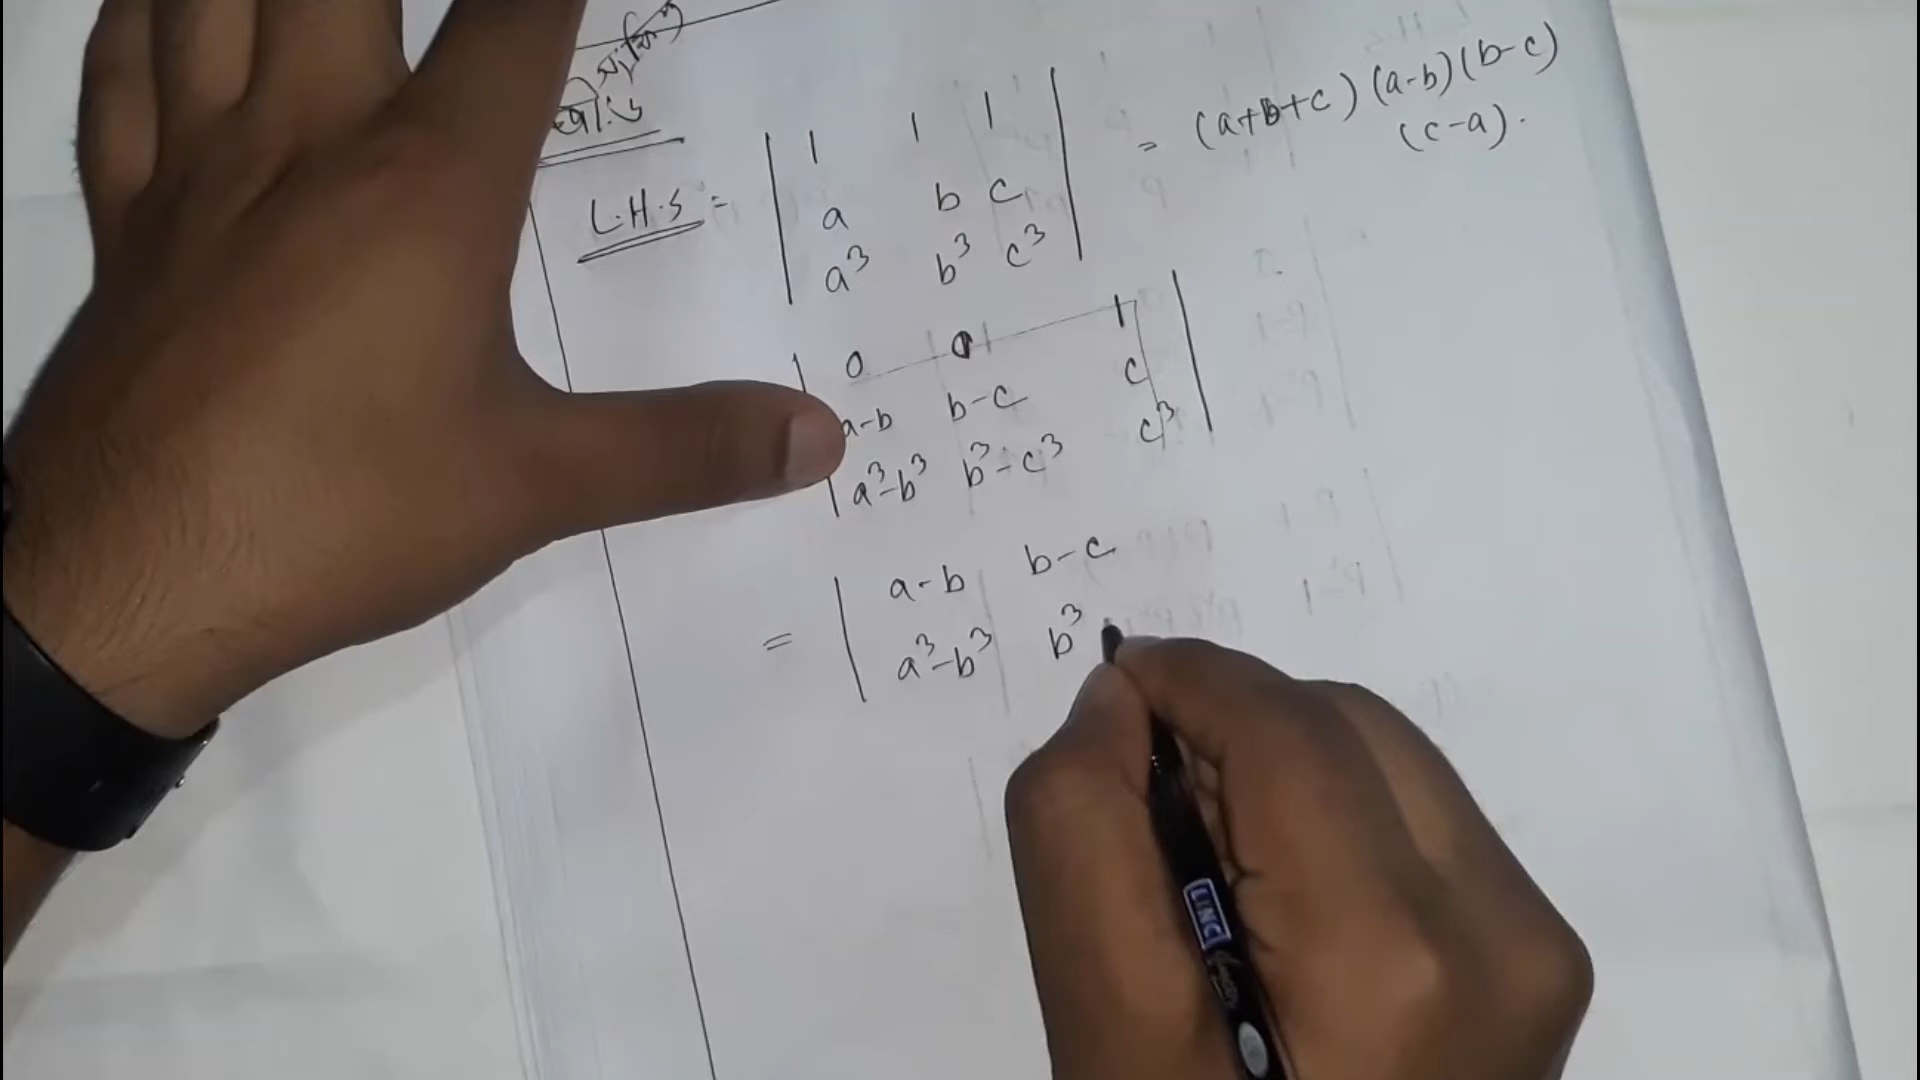 1 1 1 = (a+b+c) (a-b) (b-c)
(c-a).
L.H.S = a b c
a³ b³ c³
0 0 1
a-b b-c c
a³-b³ b³-c³ c³
a-b b-c
= a³-b³ b³
LINC